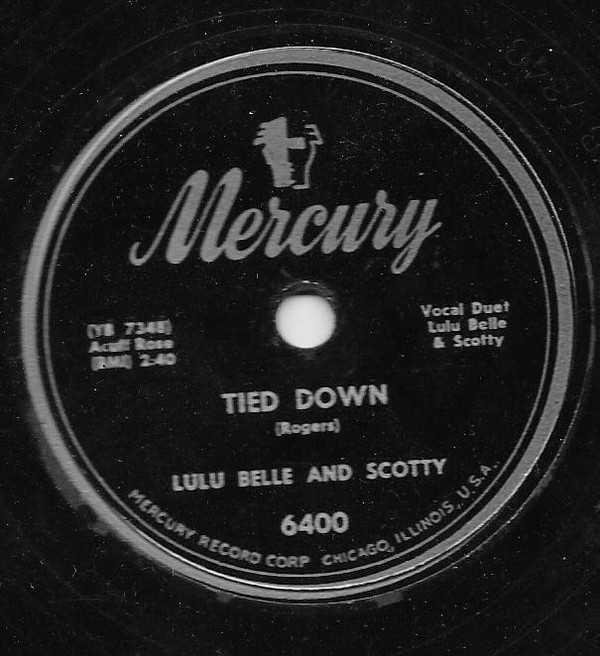 Mercury
(YB 7348)
Acuff Rose
(BMI) 2-40
Vocal Duet
Lulu Belle
& Scotty
TIED DOWN
(Rogers)
LULU BELLE AND SCOTTY
6400
MERCURY RECORD CORP CHICAGO, ILLINOIS, U.S.A.